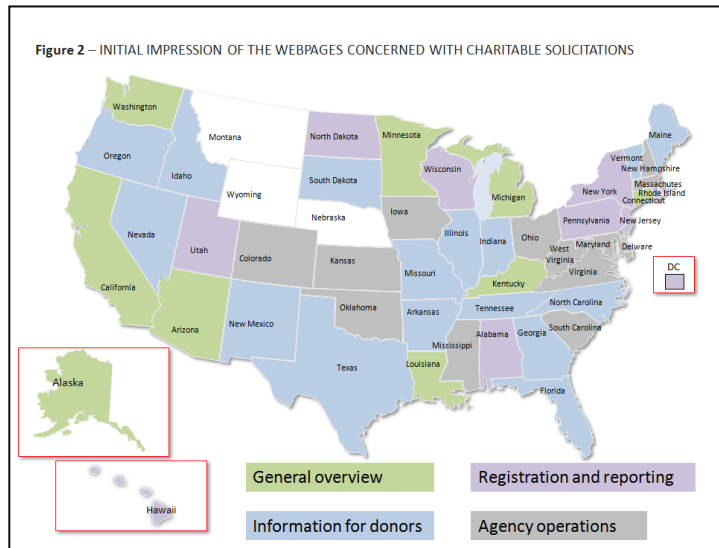 Figure 2 – INITIAL IMPRESSION OF THE WEBPAGES CONCERNED WITH CHARITABLE SOLICITATIONS
Washington
Montana
North Dakota
Minnesota
Maine
Oregon
Idaho
Wisconsin
Vermont
New Hampshire
South Dakota
Michigan
New York
Massachutes
Rhode Island
Connecticut
Wyoming
Iowa
Pennsylvania
New Jersey
Nebraska
Nevada
Utah
Illinois
Indiana
Ohio
West
Virginia
Maryland
Delware
DC
Colorado
Kansas
Missouri
Virginia
California
Kentucky
Arizona
New Mexico
Oklahoma
Arkansas
Tennessee
North Carolina
South Carolina
Mississippi
Alabama
Georgia
Texas
Louisiana
Florida
Alaska
Hawaii
General overview
Registration and reporting
Information for donors
Agency operations